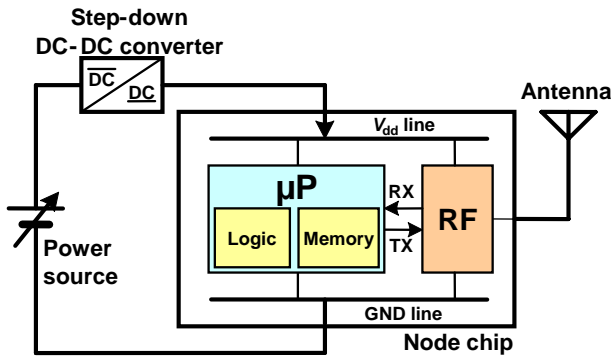 Step-down
DC-DC converter
DC
DC
Antenna
Vdd line
µP
RX
RF
Logic
Memory
TX
Power
source
GND line
Node chip